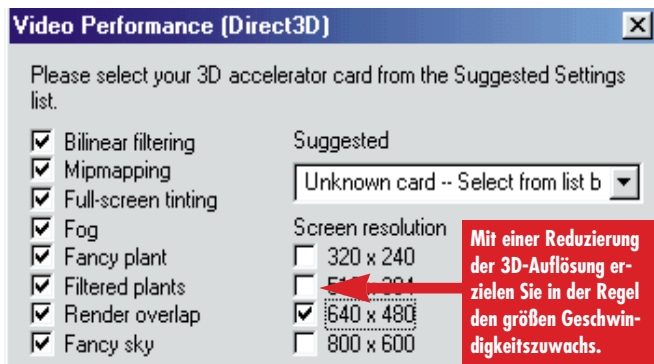 Video Performance (Direct3D)
Please select your 3D accelerator card from the Suggested Settings
list.
Bilinear filtering
Mipmapping
Full-screen tinting
Fog
Fancy plant
Filtered plants
Render overlap
Fancy sky
Suggested
Unknown card -- Select from list b
Screen resolution
320 x 240
640 x 480
800 x 600
Mit einer Reduzierung
der 3D-Auflösung er-
zielen Sie in der Regel
den größen Geschwin-
digkeitszuwachs.